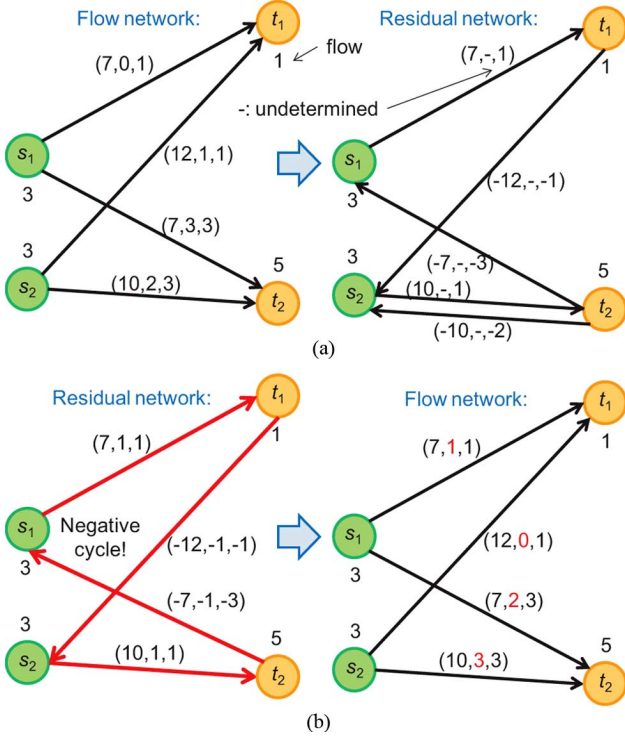 Flow network:
t1
flow
1
(7,0,1)
(12,1,1)
s1
3
(7,3,3)
3
s2
(10,2,3)
5
t2
Residual network:
t1
1
(7,-,1)
-: undetermined
s1
3
(-12,-,-1)
(-7,-,-3)
3
s2
(10,-,1)
(-10,-,-2)
5
t2
(a)
Residual network:
t1
1
(7,1,1)
s1
3
Negative
cycle!
(-12,-1,-1)
(-7,-1,-3)
3
s2
(10,1,1)
5
t2
Flow network:
t1
1
(7,1,1)
s1
3
(12,0,1)
(7,2,3)
3
s2
(10,3,3)
5
t2
(b)